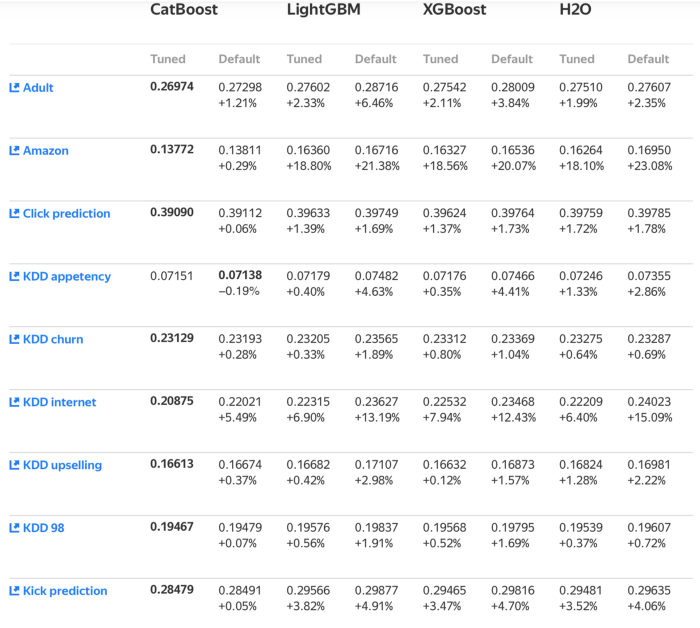 CatBoost LightGBM XGBoost H2O
Tuned Default Tuned Default Tuned Default Tuned Default
Adult 0.26974 0.27298 0.27602 0.28716 0.27542 0.28009 0.27510 0.27607
+1.21% +2.33% +6.46% +2.11% +3.84% +1.99% +2.35%
Amazon 0.13772 0.13811 0.16360 0.16716 0.16327 0.16536 0.16264 0.16950
+0.29% +18.80% +21.38% +18.56% +20.07% +18.10% +23.08%
Click prediction 0.39090 0.39112 0.39633 0.39749 0.39624 0.39764 0.39759 0.39785
+0.06% +1.39% +1.69% +1.37% +1.73% +1.72% +1.78%
KDD appetency 0.07151 0.07138 0.07179 0.07482 0.07176 0.07466 0.07246 0.07355
−0.19% +0.40% +4.63% +0.35% +4.41% +1.33% +2.86%
KDD churn 0.23129 0.23193 0.23205 0.23565 0.23312 0.23369 0.23275 0.23287
+0.28% +0.33% +1.89% +0.80% +1.04% +0.64% +0.69%
KDD internet 0.20875 0.22021 0.22315 0.23627 0.22532 0.23468 0.22209 0.24023
+5.49% +6.90% +13.19% +7.94% +12.43% +6.40% +15.09%
KDD upselling 0.16613 0.16674 0.16682 0.17107 0.16632 0.16873 0.16824 0.16981
+0.37% +0.42% +2.98% +0.12% +1.57% +1.28% +2.22%
KDD 98 0.19467 0.19479 0.19576 0.19837 0.19568 0.19795 0.19539 0.19607
+0.07% +0.56% +1.91% +0.52% +1.69% +0.37% +0.72%
Kick prediction 0.28479 0.28491 0.29566 0.29877 0.29465 0.29816 0.29481 0.29635
+0.05% +3.82% +4.91% +3.47% +4.70% +3.52% +4.06%